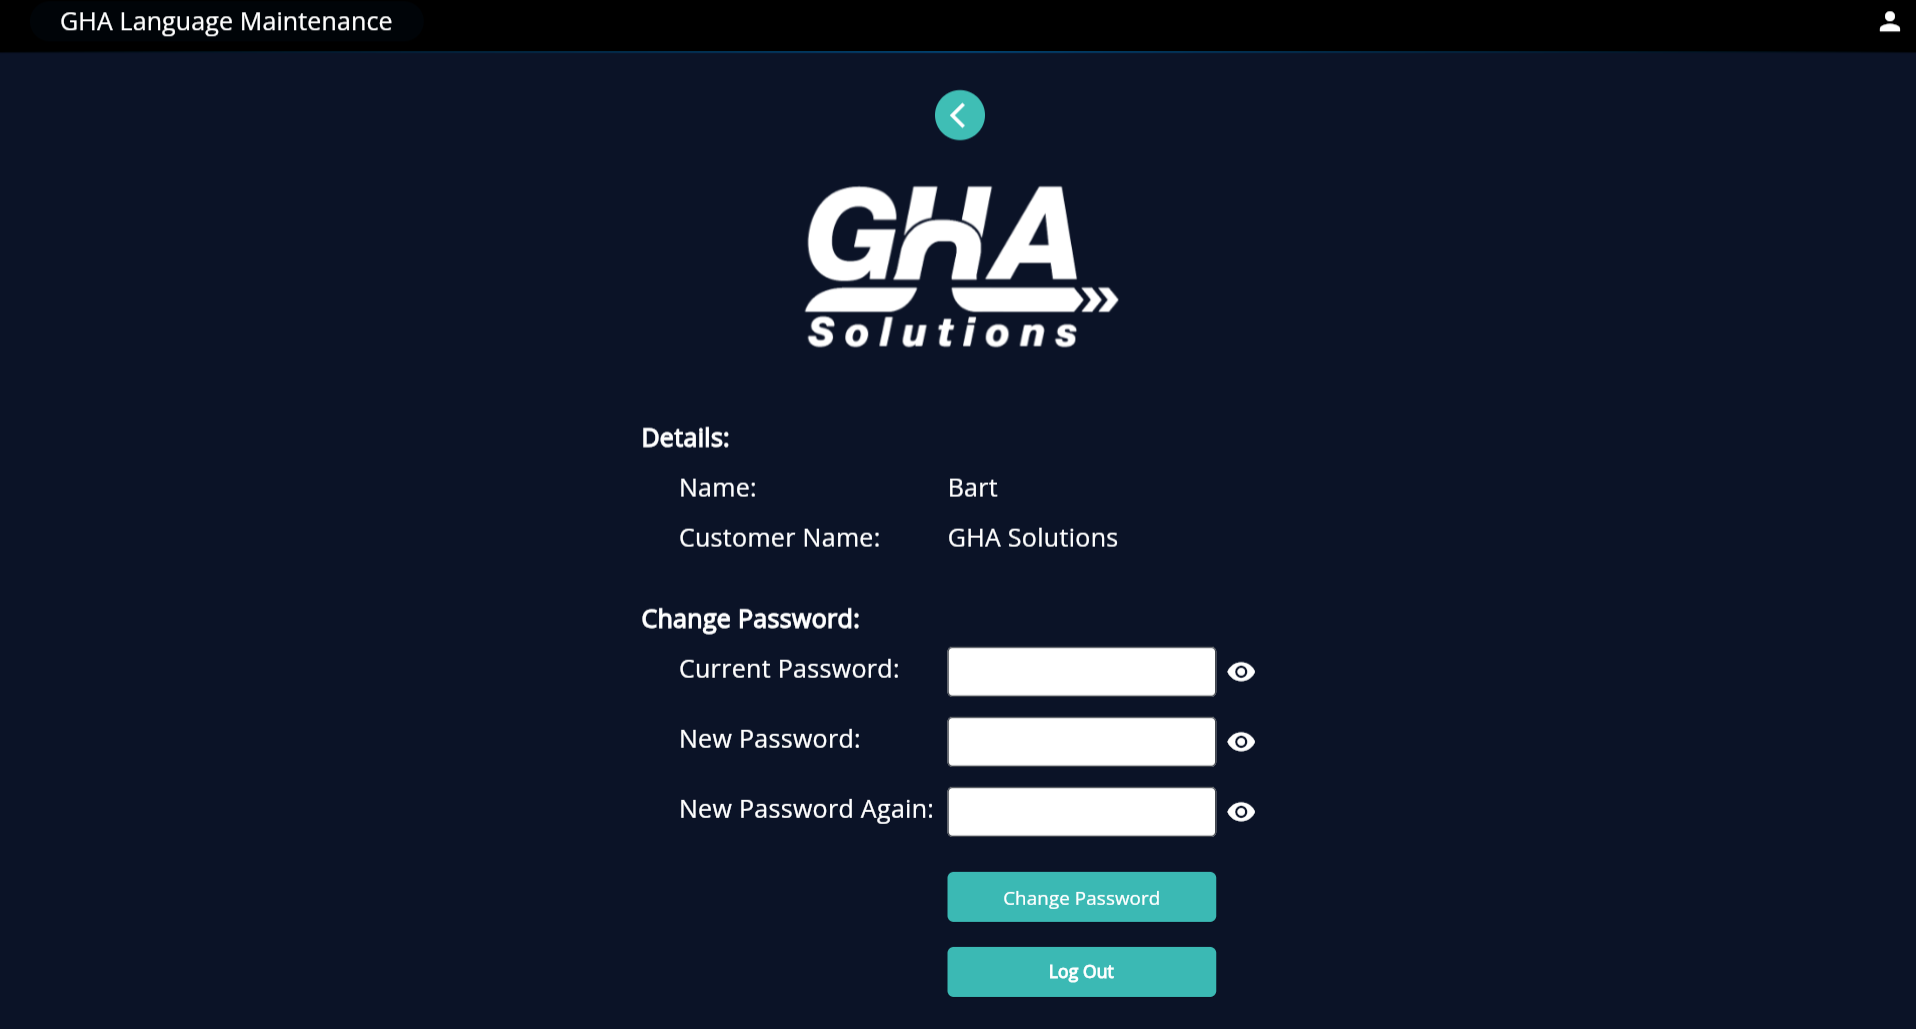 GHA Language Maintenance
GHA
Solutions
Details:
Name: Bart
Customer Name: GHA Solutions
Change Password:
Current Password:
New Password:
New Password Again:
Change Password
Log Out